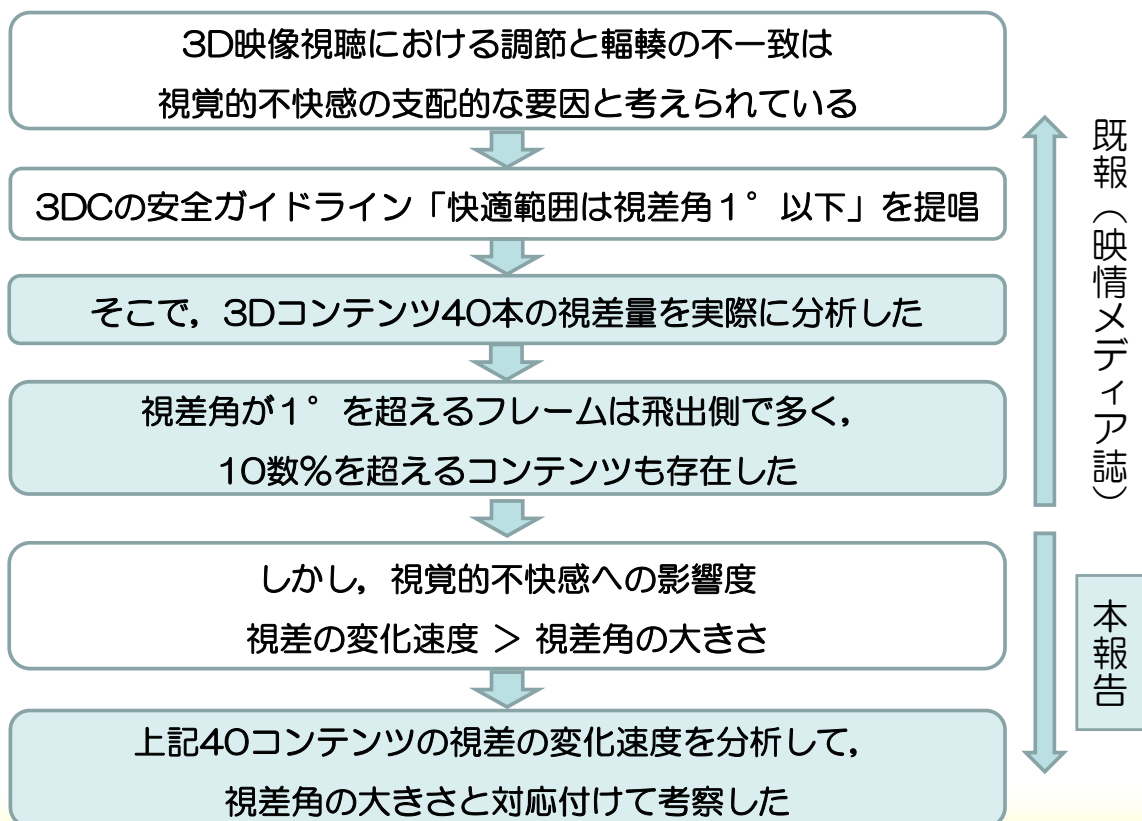 3D映像視聴における調節と輻輳の不一致は
視覚的不快感の支配的な要因と考えられている
3DCの安全ガイドライン「快適範囲は視差角1°以下」を提唱
そこで,3Dコンテンツ40本の視差量を実際に分析した
視差角が1°を超えるフレームは飛出側で多く,
10数%を超えるコンテンツも存在した
しかし,視覚的不快感への影響度
視差の変化速度 > 視差角の大きさ
上記40コンテンツの視差の変化速度を分析して,
視差角の大きさと対応付けて考察した
既報(映情メディア誌)
本報告